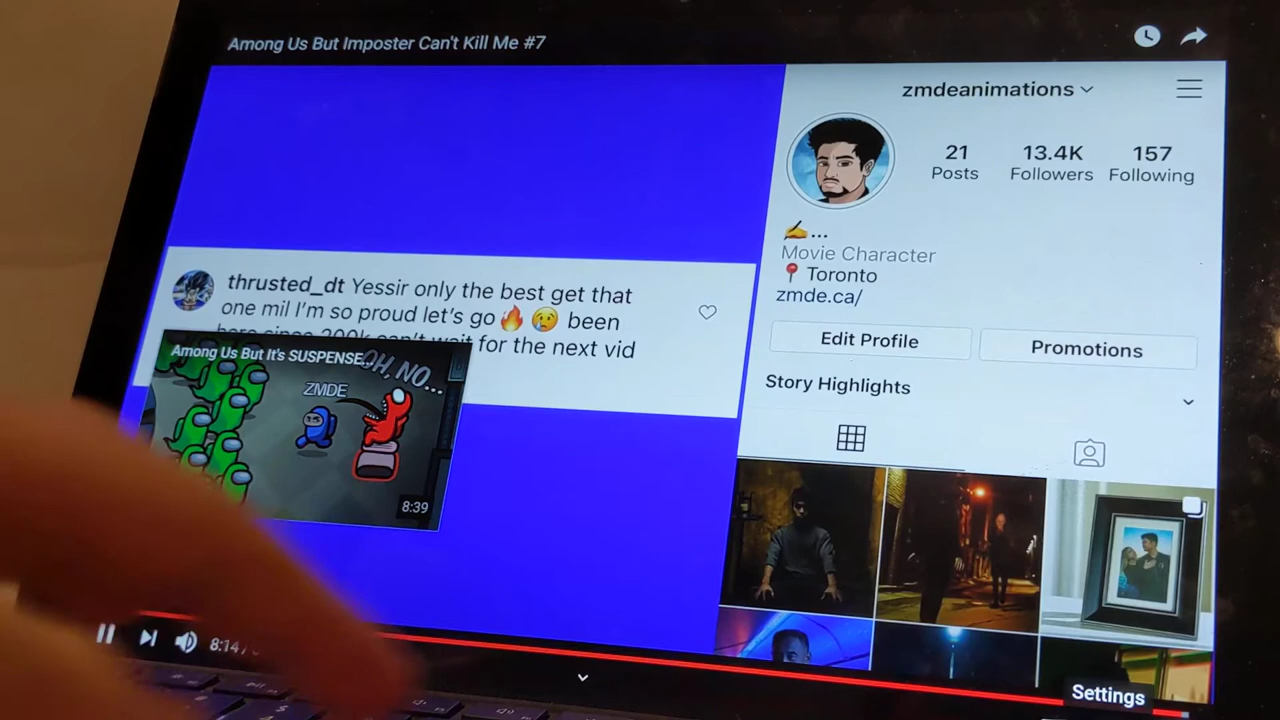 Among Us But Imposter Can't Kill Me #7
zmdeanimations
21
Posts
13.4K
Followers
157
Following
✍️...
Movie Character
📍 Toronto
zmde.ca/
Edit Profile
Promotions
Story Highlights
thrusted_dt Yessir only the best get that
one mil I'm so proud let's go🔥😢 been
here since 200k can't wait for the next vid
Among Us But It's SUSPENSE...
OH, NO...
ZMDE
8:39
8:14 /
Settings